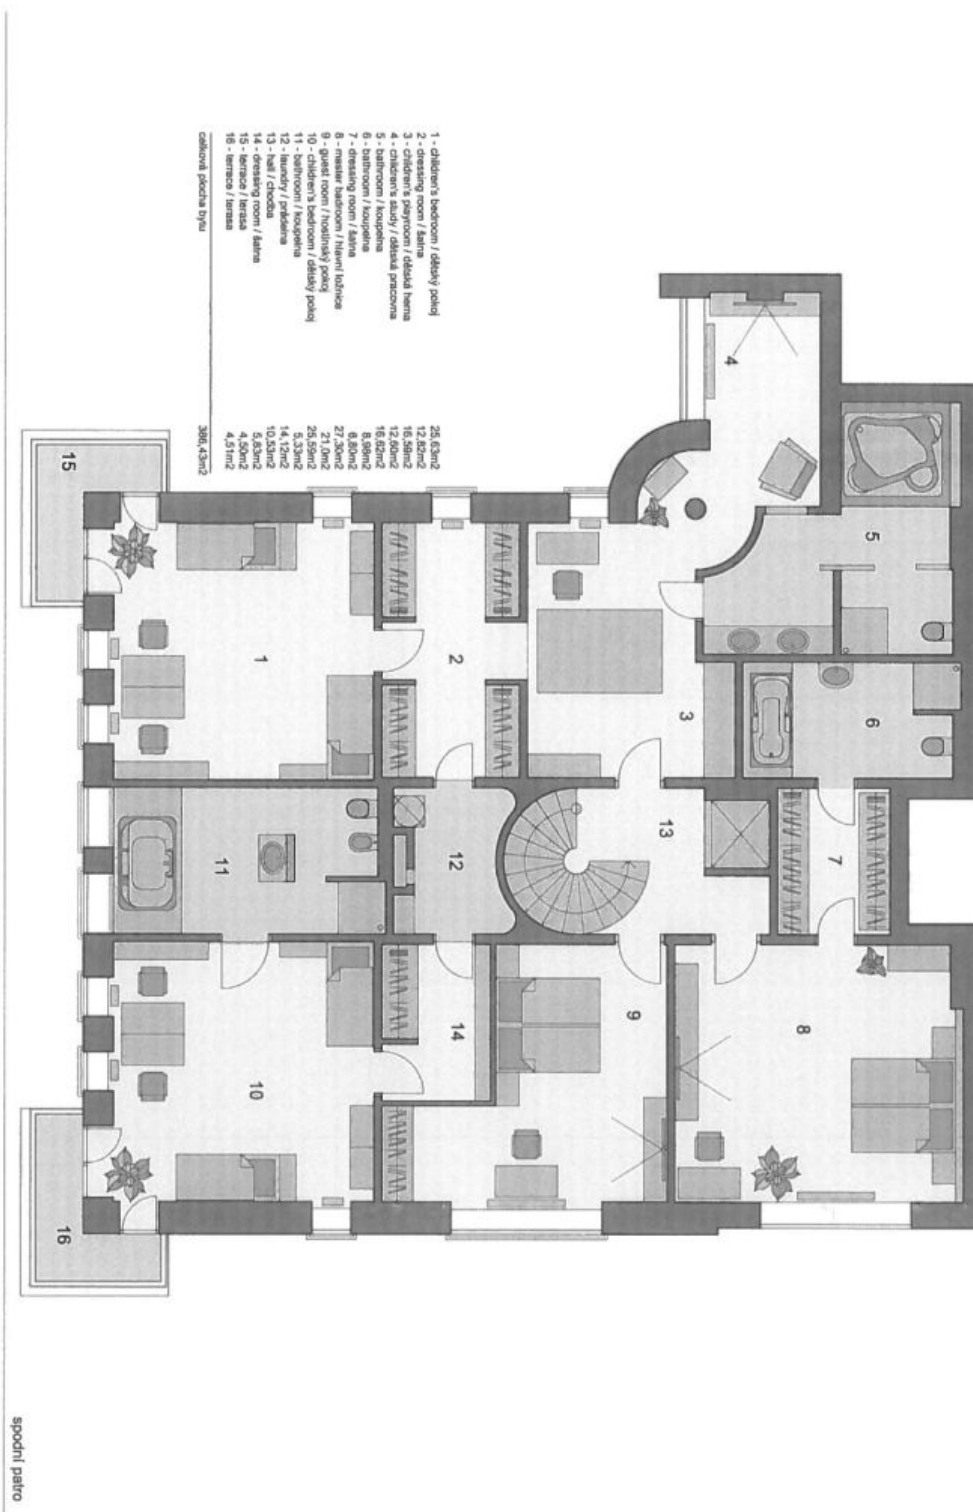 1 - children's bedroom / dětský pokoj 25,63m2
2 - dressing room / šatna 12,82m2
3 - children's playroom / dětská herna 16,59m2
4 - children's study / dětská pracovna 12,60m2
5 - bathroom / koupelna 16,62m2
6 - bathroom / koupelna 8,98m2
7 - dressing room / šatna 6,80m2
8 - master badroom / hlavní ložnice 27,30m2
9 - guest room / hostinský pokoj 21,0m2
10 - children's bedroom / dětský pokoj 25,59m2
11 - bathroom / koupelna 5,33m2
12 - laundry / prádelna 14,12m2
13 - hall / chodba 10,53m2
14 - dressing room / šatna 5,83m2
15 - terrace / terasa 4,50m2
16 - terrace / terasa 4,51m2
celková plocha bytu 386,43m2
4
5
6
7
8
3
13
9
2
12
14
1
11
10
15
16
spodní patro